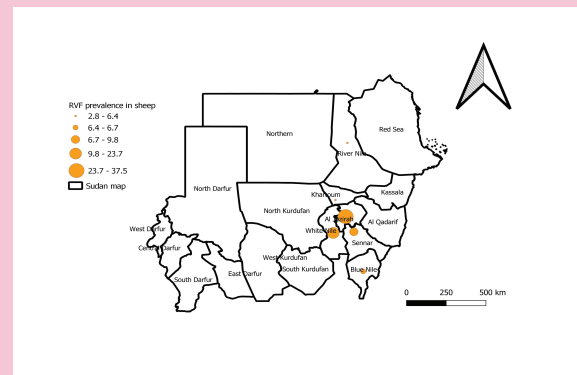 RVF prevalence in sheep
2.8 - 6.4
6.4 - 6.7
6.7 - 9.8
9.8 - 23.7
23.7 - 37.5
Sudan map
Northern
Red Sea
River Nile
North Darfur
Khartoum
Kassala
North Kurdufan
Al Jazirah
Al Qadarif
West Darfur
White Nile
Central Darfur
Sennar
West Kurdufan
South Kurdufan
Blue Nile
East Darfur
South Darfur
0 250 500 km